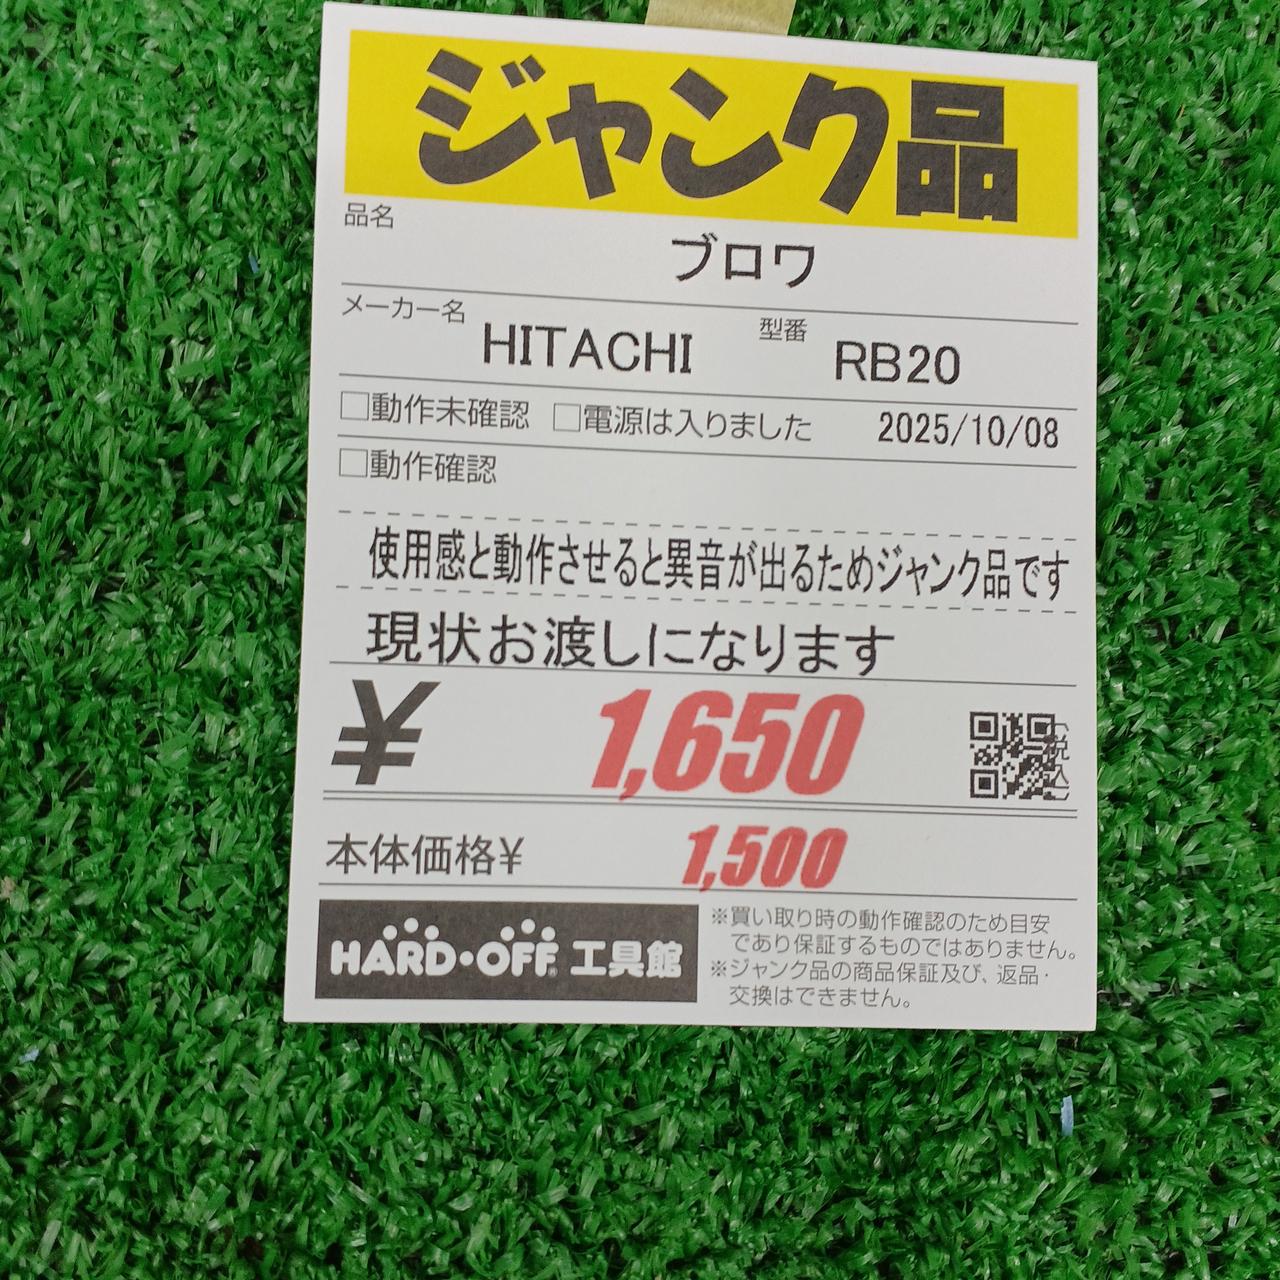 ジャンク品
品名
ブロワ
メーカー名 HITACHI 型番 RB20
□動作未確認 □電源は入りました 2025/10/08
□動作確認
使用感と動作させると異音が出るためジャンク品です
現状お渡しになります
¥ 1,650 (税込)
本体価格¥ 1,500
HARD・OFF 工具館
※買い取り時の動作確認のため目安
であり保証するものではありません。
※ジャンク品の商品保証及び、返品・
交換はできません。